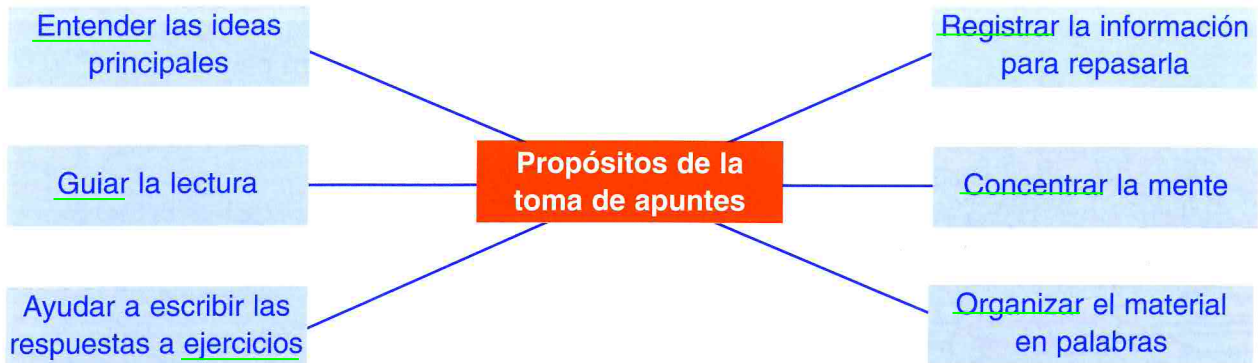 Entender las ideas
principales
Registrar la información
para repasarla
Propósitos de la
toma de apuntes
Guiar la lectura
Concentrar la mente
Ayudar a escribir las
respuestas a ejercicios
Organizar el material
en palabras